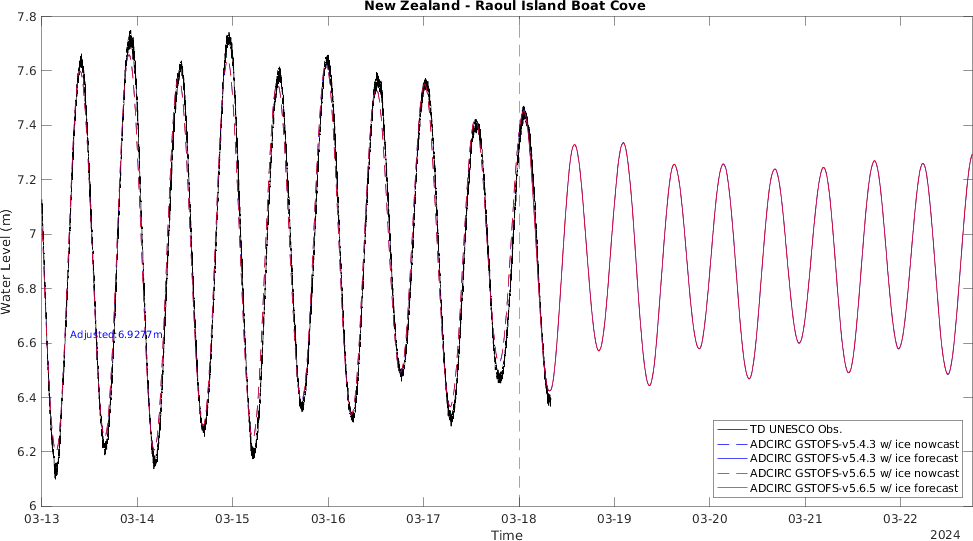 New Zealand - Raoul Island Boat Cove
7.8
7.6
7.4
7.2
7
6.8
6.6
6.4
6.2
6
Water Level (m)
Adjusted:6.9277m
TD UNESCO Obs.
ADCIRC GSTOFS-v5.4.3 w/ ice nowcast
ADCIRC GSTOFS-v5.4.3 w/ ice forecast
ADCIRC GSTOFS-v5.6.5 w/ ice nowcast
ADCIRC GSTOFS-v5.6.5 w/ ice forecast
03-13 03-14 03-15 03-16 03-17 03-18 03-19 03-20 03-21 03-22
Time
2024